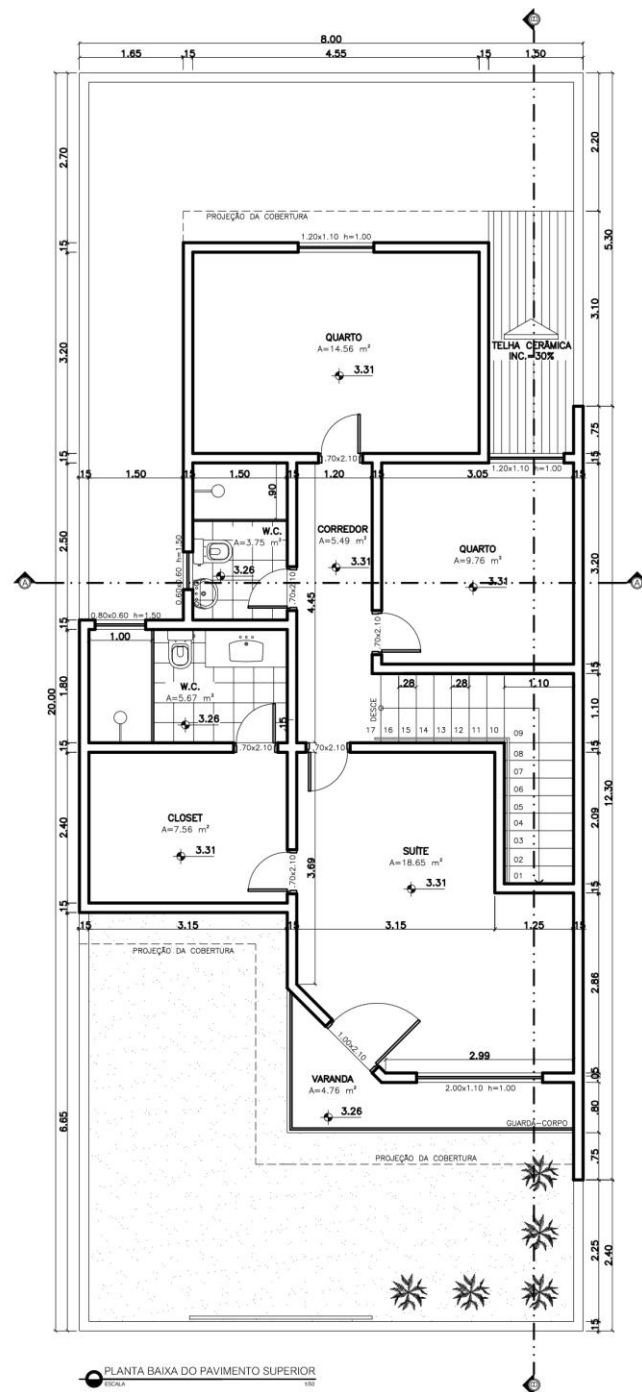 8.00
1.65 .15 4.55 .15 1.50
2.70
2.20
PROJEÇÃO DA COBERTURA
1.20x1.10 h=1.00
.15
5.30
3.10
QUARTO
A=14.56 m²
3.31
TELHA CERÂMICA
INC.=30%
3.20
.70x2.10
.75
.15
1.20x1.10 h=1.00
.15 1.50 .15 1.50 .15 1.20 .15 3.05 .15
.90
W.C.
A=3.75 m²
3.26
CORREDOR
A=5.49 m²
3.31
QUARTO
A=9.76 m²
3.31
2.50
0.60x0.60 h=1.50
.70x2.10
4.45
.70x2.10
3.20
A
A
0.80x0.60 h=1.50
.15
1.00
W.C.
A=5.67 m²
3.26
.15
1.80
20.00
.70x2.10
.70x2.10
DESCE
.28 .28 1.10
17 16 15 14 13 12 11 10 09
08
07
06
05
04
03
02
01
.15
1.10
.15
12.30
2.09
.15
CLOSET
A=7.56 m²
3.31
2.40
.70x2.10
3.69
SUÍTE
A=18.65 m²
3.31
.15
.15 3.15 .15 3.15 1.25 .15
PROJEÇÃO DA COBERTURA
2.86
1.00x2.10
2.99
VARANDA
A=4.76 m²
3.26
2.00x1.10 h=1.00
.05
.80
GUARDA-CORPO
PROJEÇÃO DA COBERTURA
6.65
.75
2.25
2.40
.15
PLANTA BAIXA DO PAVIMENTO SUPERIOR
ESCALA 1/50